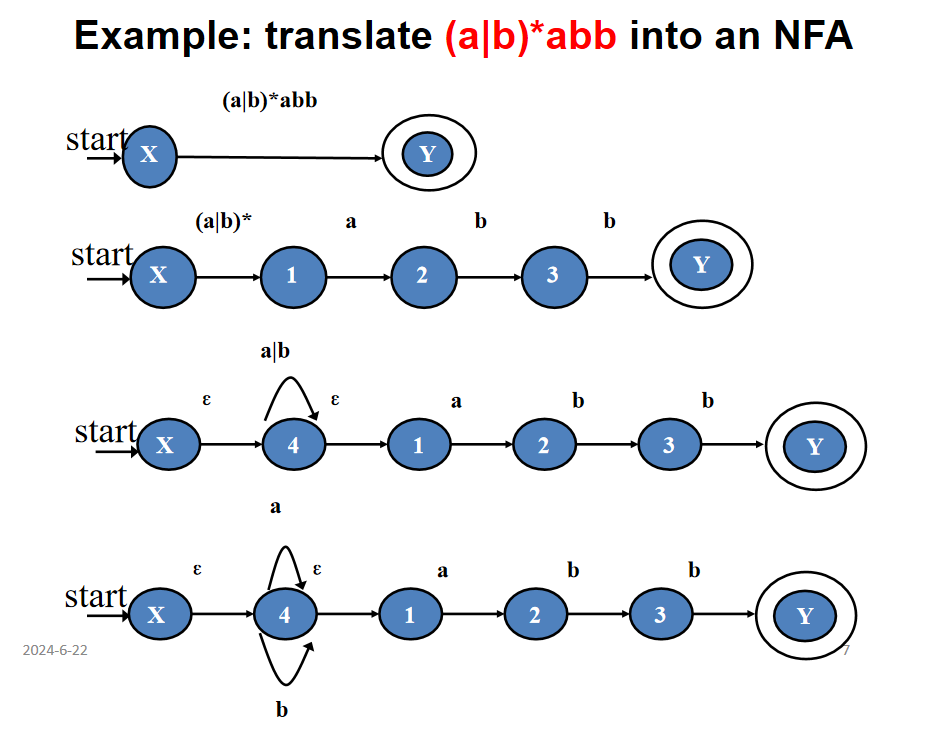 Example: translate (a|b)*abb into an NFA
(a|b)*abb
start X Y
(a|b)* a b b
start X 1 2 3 Y
a|b
ε ε a b b
start X 4 1 2 3 Y
a
ε ε a b b
start X 4 1 2 3 Y
2024-6-22 7
b